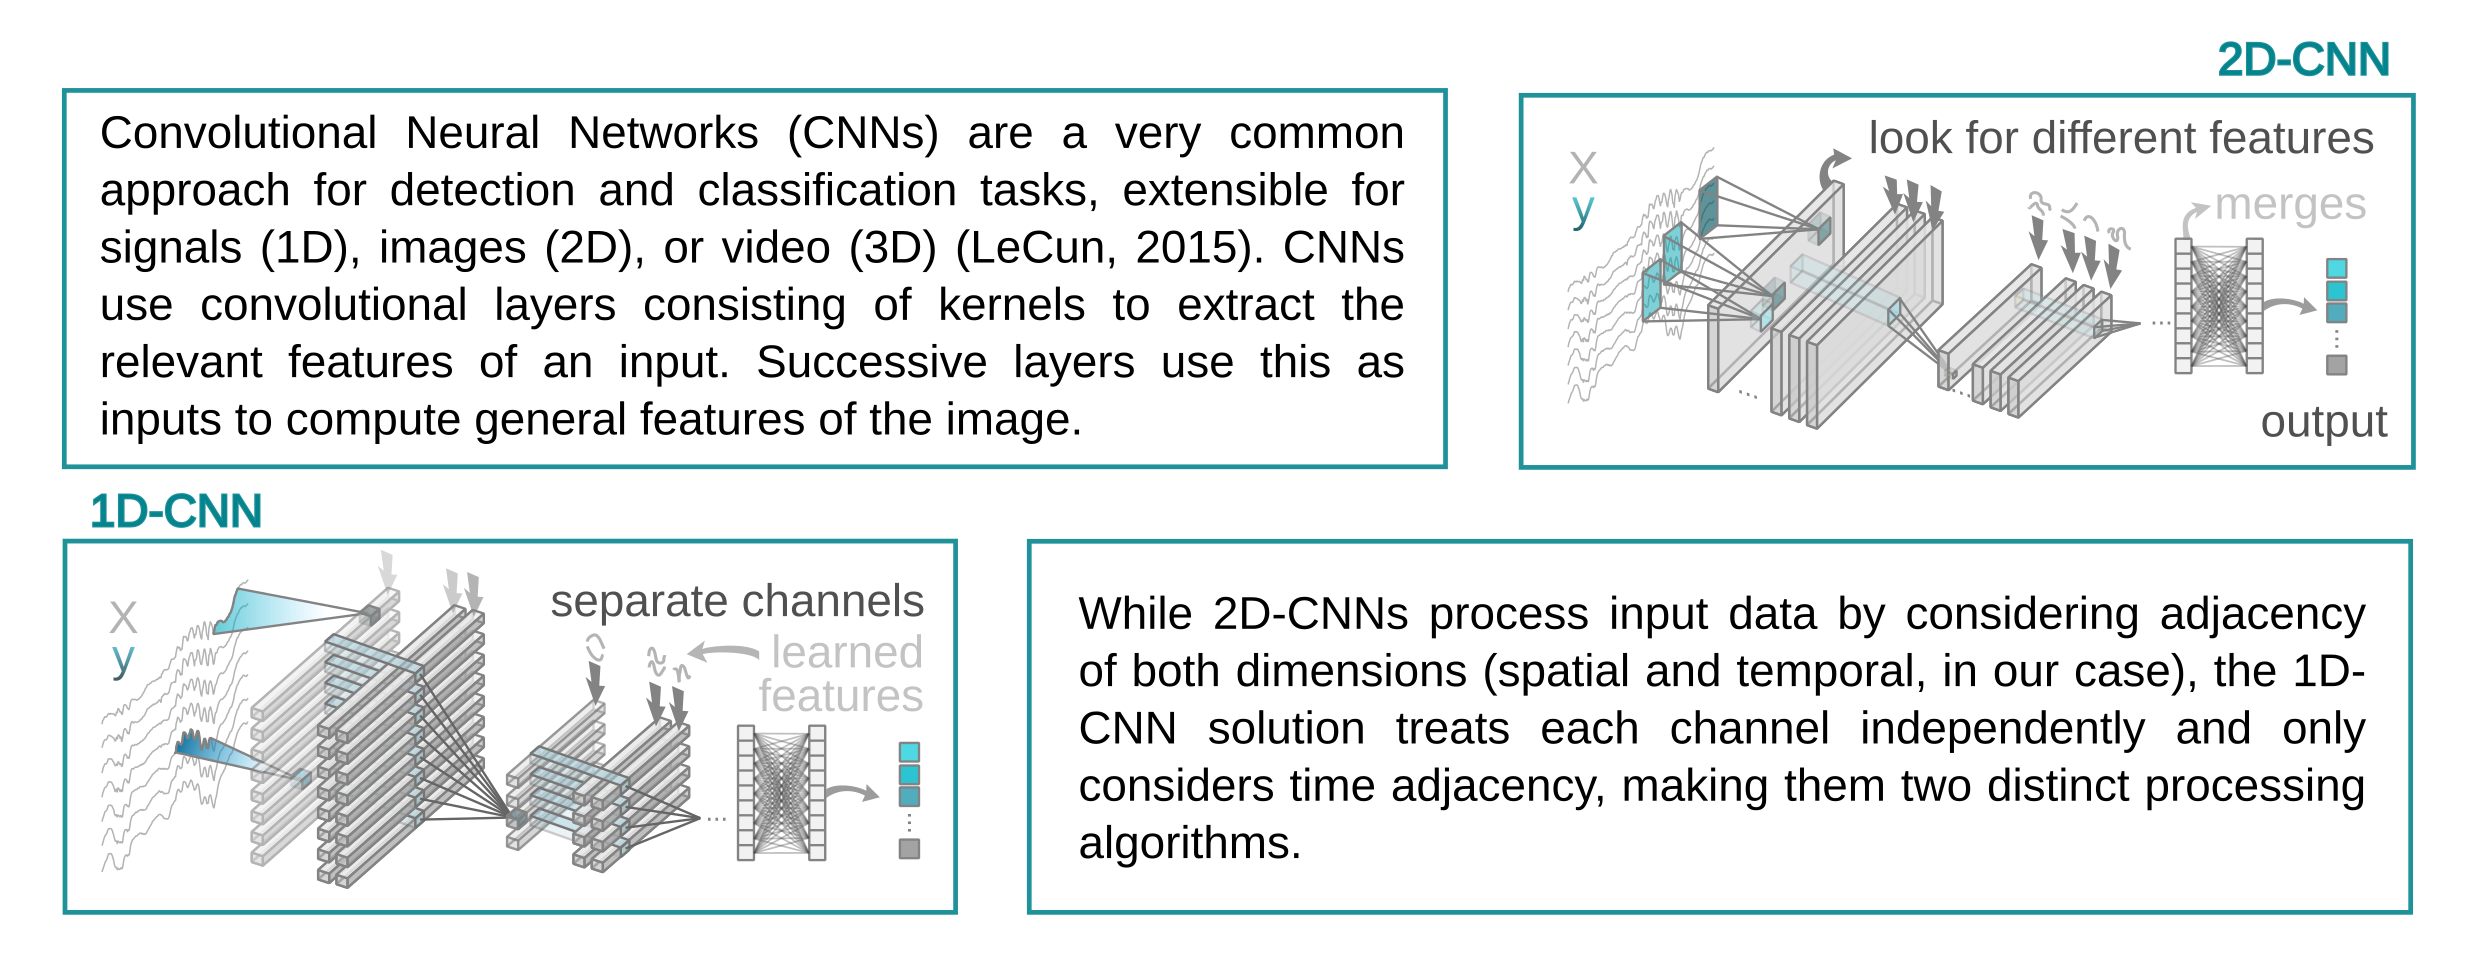 2D-CNN
Convolutional Neural Networks (CNNs) are a very common
approach for detection and classification tasks, extensible for
signals (1D), images (2D), or video (3D) (LeCun, 2015). CNNs
use convolutional layers consisting of kernels to extract the
relevant features of an input. Successive layers use this as
inputs to compute general features of the image.
look for different features
X
y
merges
...
...
...
output
1D-CNN
separate channels
X
y
learned
features
...
While 2D-CNNs process input data by considering adjacency
of both dimensions (spatial and temporal, in our case), the 1D-
CNN solution treats each channel independently and only
considers time adjacency, making them two distinct processing
algorithms.